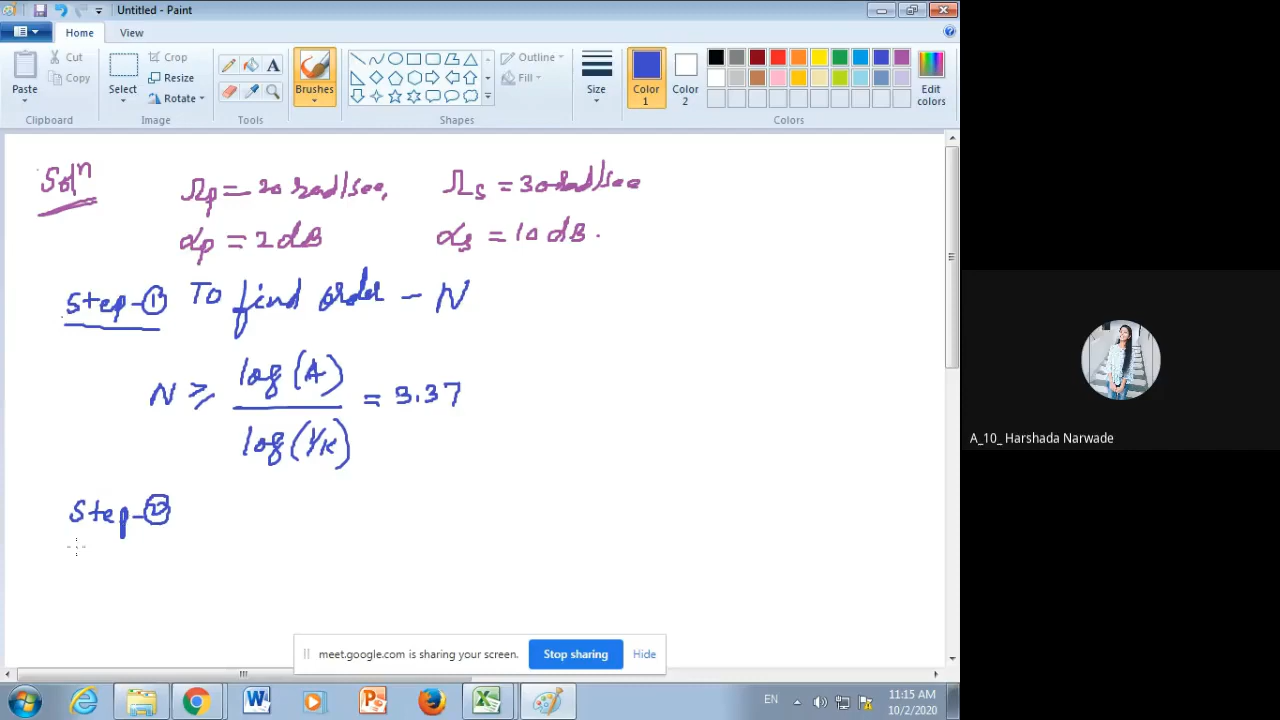 Untitled - Paint
Home View
Paste
Cut
Copy
Clipboard
Select
Crop
Resize
Rotate
Image
A
Tools
Brushes
Outline
Fill
Shapes
Size
Color 1
Color 2
Edit colors
Colors
Solⁿ
Ωp = 20 rad/sec, Ωs = 30 rad/sec
αp = 2 dB αs = 10 dB.
Step-① To find order - N
N ≥ log(A) / log(1/K) = 3.37
Step-②
meet.google.com is sharing your screen. Stop sharing Hide
EN 11:15 AM
10/2/2020
A_10_ Harshada Narwade